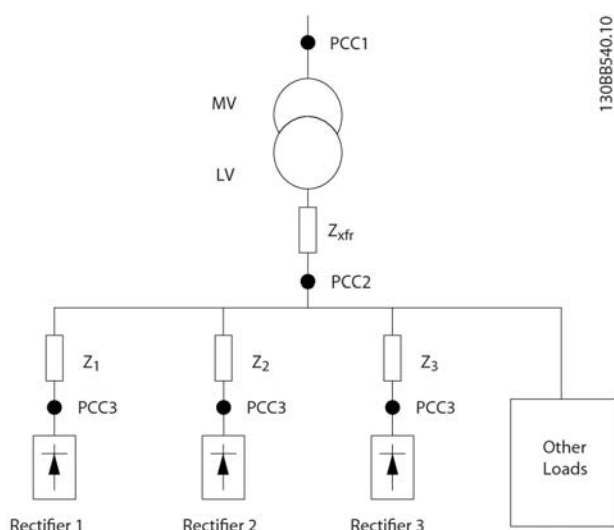 PCC1
130BB540.10
MV
LV
Zxfr
PCC2
Z1
Z2
Z3
PCC3
PCC3
PCC3
Other
Loads
Rectifier 1
Rectifier 2
Rectifier 3